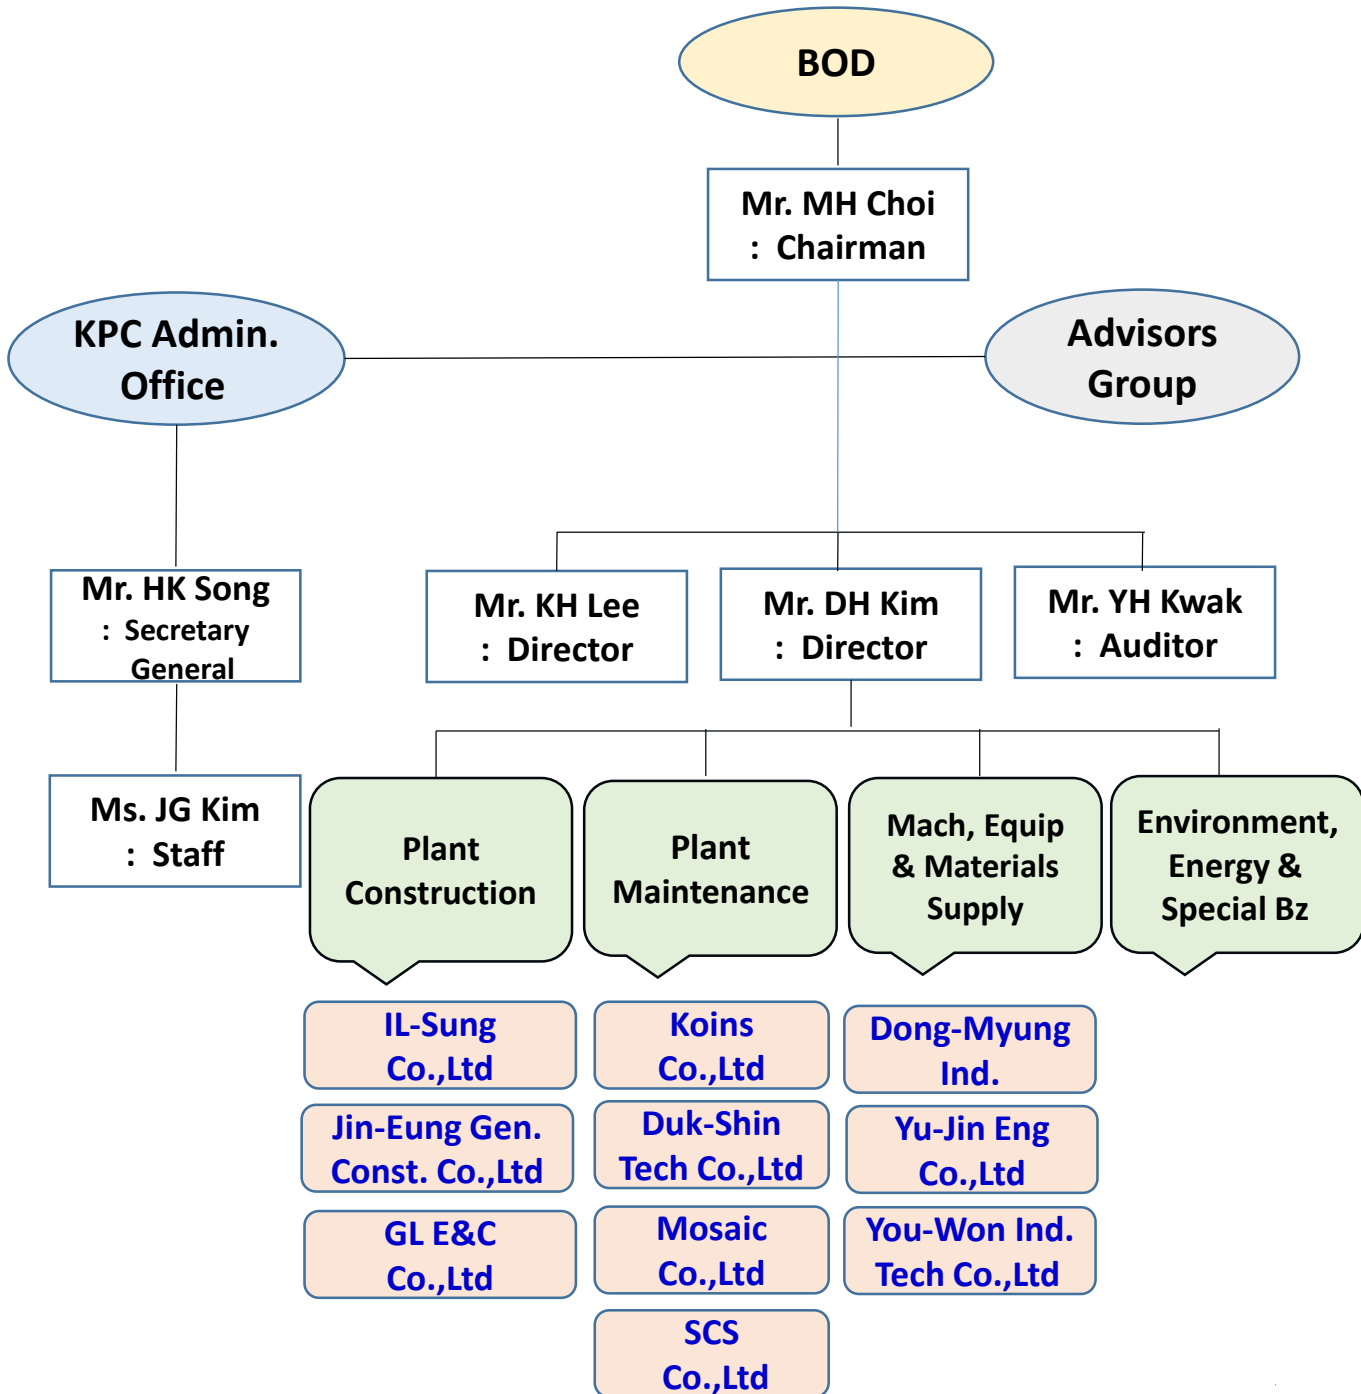 BOD
Mr. MH Choi
: Chairman
KPC Admin.
Office
Advisors
Group
Mr. HK Song
: Secretary
General
Mr. KH Lee
: Director
Mr. DH Kim
: Director
Mr. YH Kwak
: Auditor
Ms. JG Kim
: Staff
Plant
Construction
Plant
Maintenance
Mach, Equip
& Materials
Supply
Environment,
Energy &
Special Bz
IL-Sung
Co.,Ltd
Koins
Co.,Ltd
Dong-Myung
Ind.
Jin-Eung Gen.
Const. Co.,Ltd
Duk-Shin
Tech Co.,Ltd
Yu-Jin Eng
Co.,Ltd
GL E&C
Co.,Ltd
Mosaic
Co.,Ltd
You-Won Ind.
Tech Co.,Ltd
SCS
Co.,Ltd